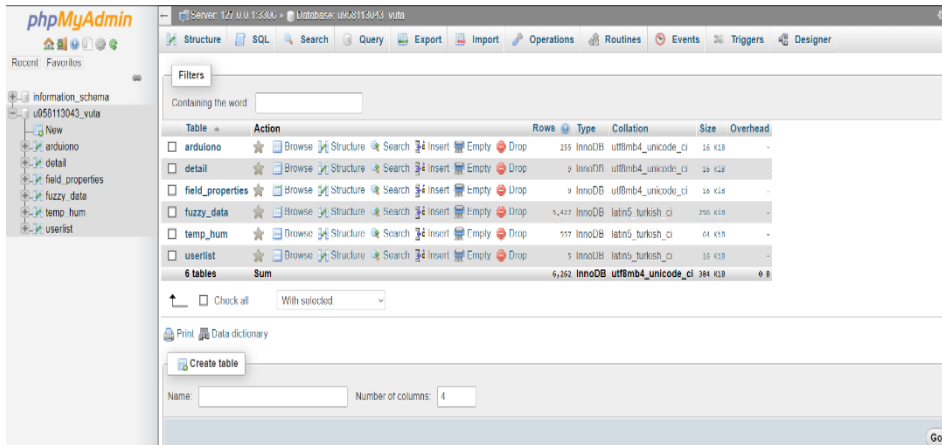 phpMyAdmin
Recent Favorites
information_schema
u958113043_vuta
New
arduiono
detail
field_properties
fuzzy_data
temp_hum
userlist
Server: 127.0.0.1:3306 » Database: u958113043_vuta
Structure SQL Search Query Export Import Operations Routines Events Triggers Designer
Filters
Containing the word:
Table Action Rows Type Collation Size Overhead
arduiono Browse Structure Search Insert Empty Drop 255 InnoDB utf8mb4_unicode_ci 16 KiB -
detail Browse Structure Search Insert Empty Drop 9 InnoDB utf8mb4_unicode_ci 16 KiB -
field_properties Browse Structure Search Insert Empty Drop 9 InnoDB utf8mb4_unicode_ci 16 KiB -
fuzzy_data Browse Structure Search Insert Empty Drop 5,427 InnoDB latin5_turkish_ci 256 KiB -
temp_hum Browse Structure Search Insert Empty Drop 557 InnoDB latin5_turkish_ci 64 KiB -
userlist Browse Structure Search Insert Empty Drop 5 InnoDB latin5_turkish_ci 16 KiB -
6 tables Sum 6,262 InnoDB utf8mb4_unicode_ci 384 KiB 0 B
Check all With selected:
Print Data dictionary
Create table
Name: Number of columns: 4
Go